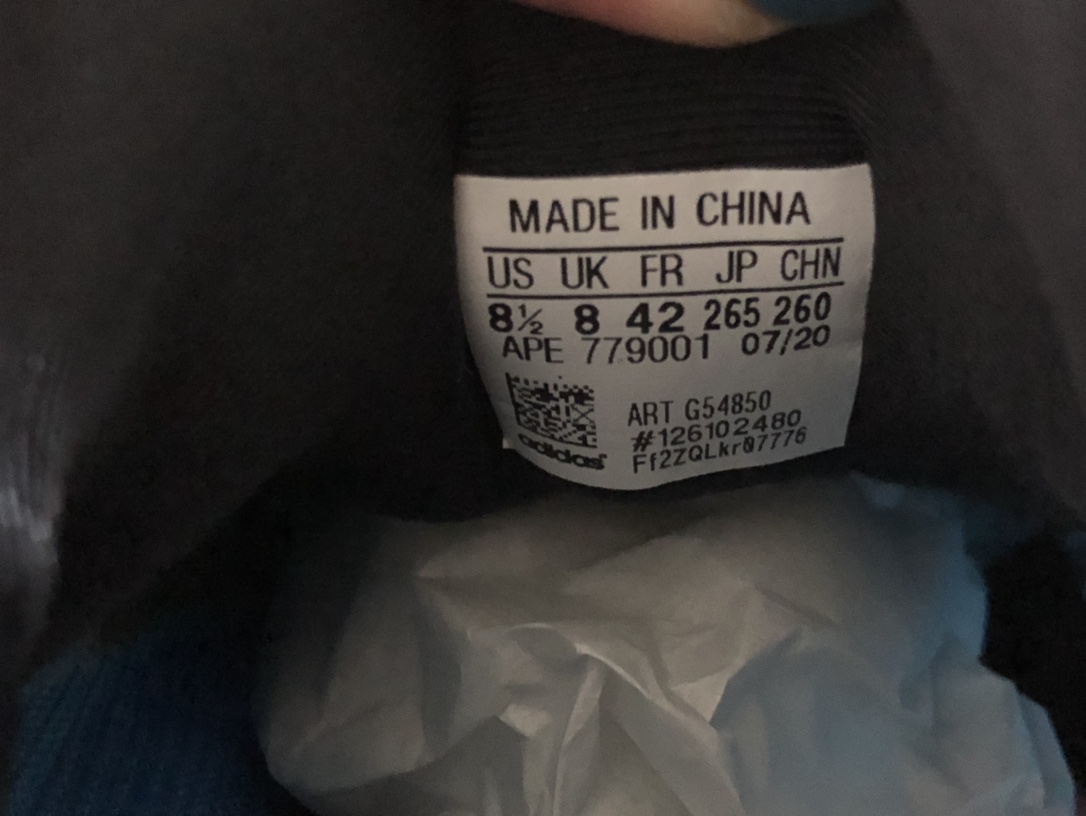 MADE IN CHINA
US UK FR JP CHN
8½ 8 42 265 260
APE 779001 07/20
ART G54850
#126102480
Ff2ZQLkr07776
adidas